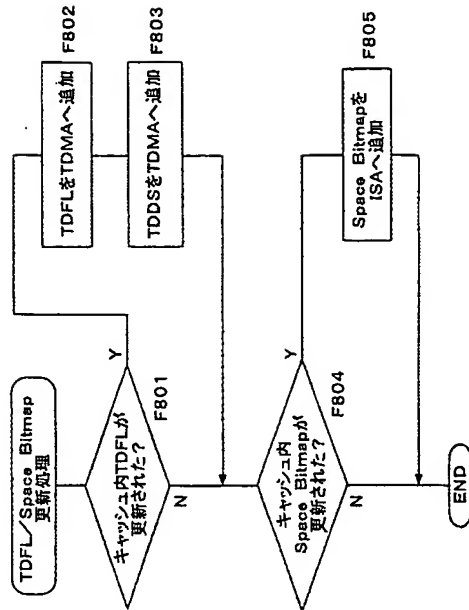 TDFL/Space Bitmap
更新処理
キャッシュ内TDFLが
更新された?
F801
Y
N
TDFLをTDMAへ追加
F802
TDDSをTDMAへ追加
F803
キャッシュ内
Space Bitmapが
更新された?
F804
Y
N
Space Bitmapを
ISAへ追加
F805
END